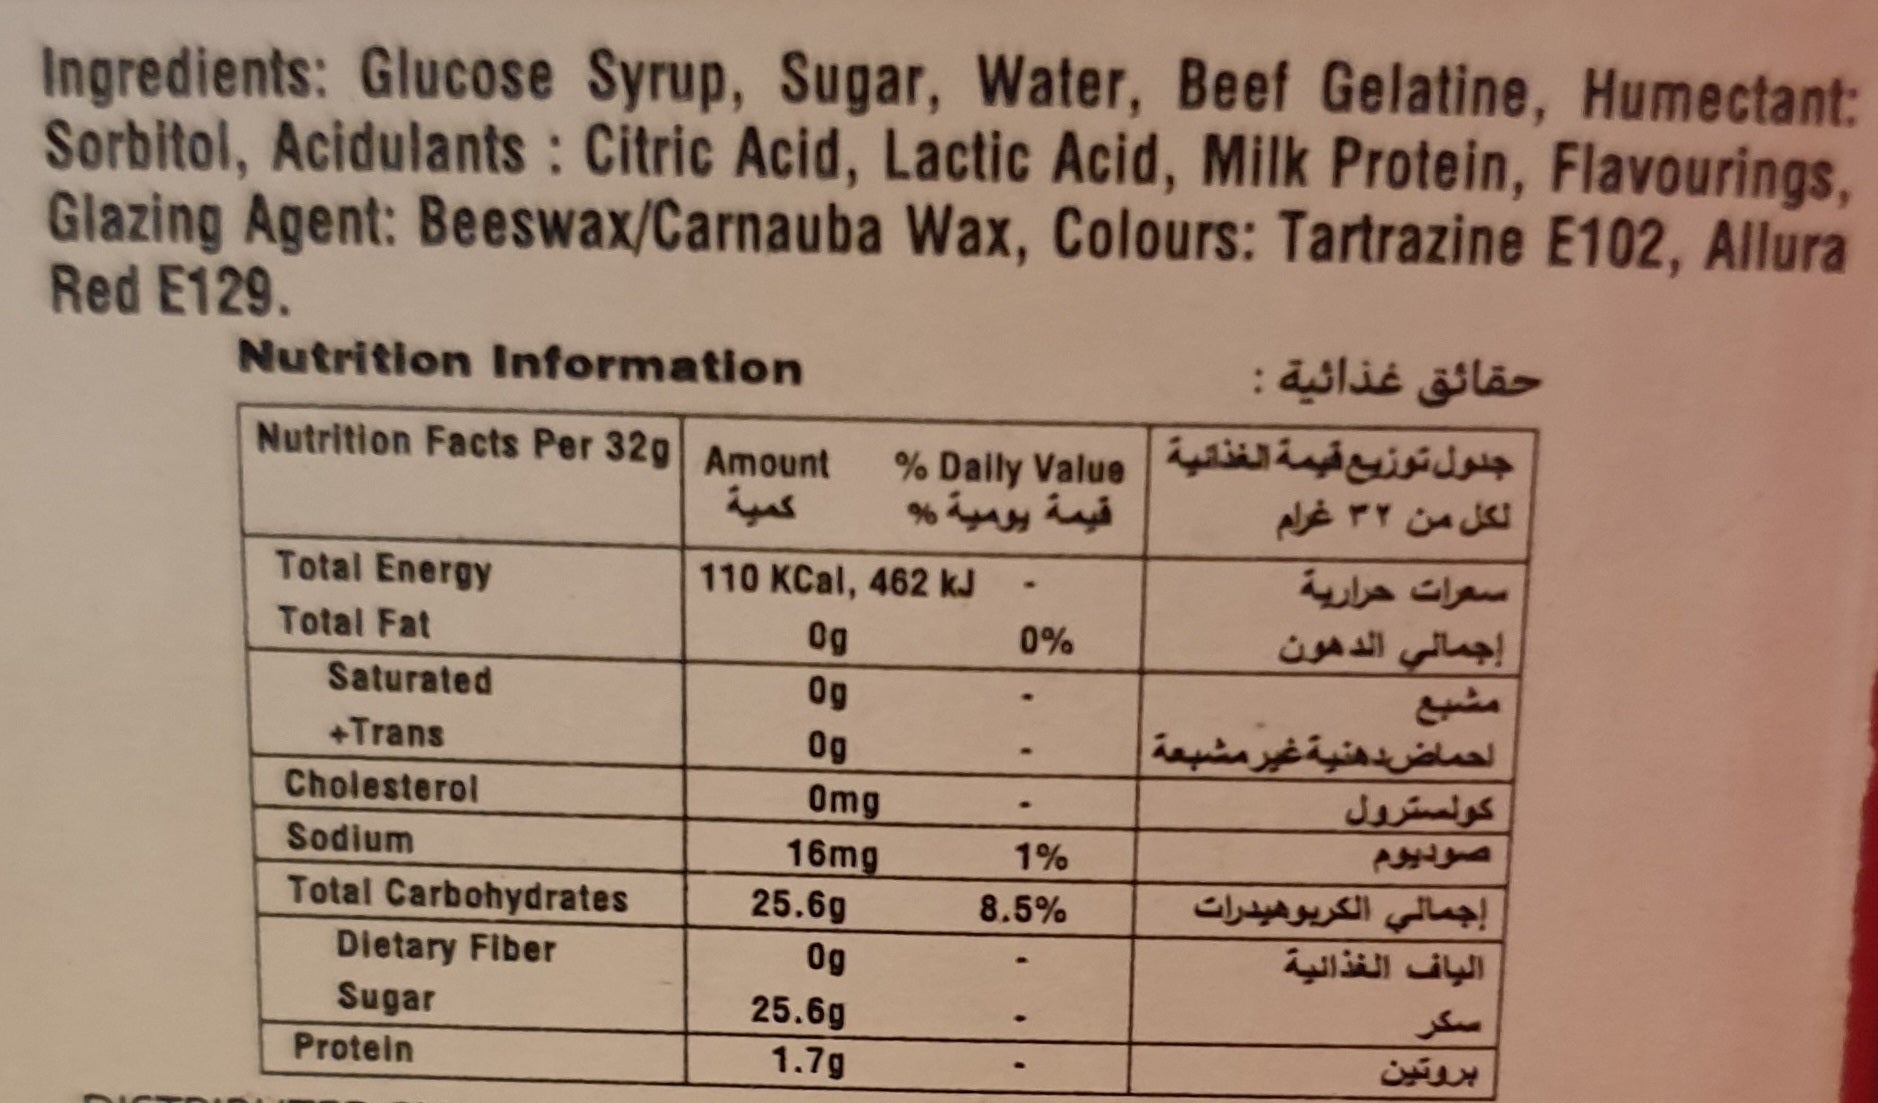 Ingredients: Glucose Syrup, Sugar, Water, Beef Gelatine, Humectant:
Sorbitol, Acidulants : Citric Acid, Lactic Acid, Milk Protein, Flavourings,
Glazing Agent: Beeswax/Carnauba Wax, Colours: Tartrazine E102, Allura
Red E129.
Nutrition Information حقائق غذائية :
Nutrition Facts Per 32g Amount % Daily Value جدول توزيع قيمة الغذائية
كمية قيمة يومية % لكل من ٣٢ غرام
Total Energy 110 KCal, 462 kJ - سعرات حرارية
Total Fat 0g 0% إجمالي الدهون
Saturated 0g - مشبع
+Trans 0g - احماض دهنية غير مشبعة
Cholesterol 0mg - كولسترول
Sodium 16mg 1% صوديوم
Total Carbohydrates 25.6g 8.5% إجمالي الكربوهيدرات
Dietary Fiber 0g - الياف الغذائية
Sugar 25.6g - سكر
Protein 1.7g - بروتين